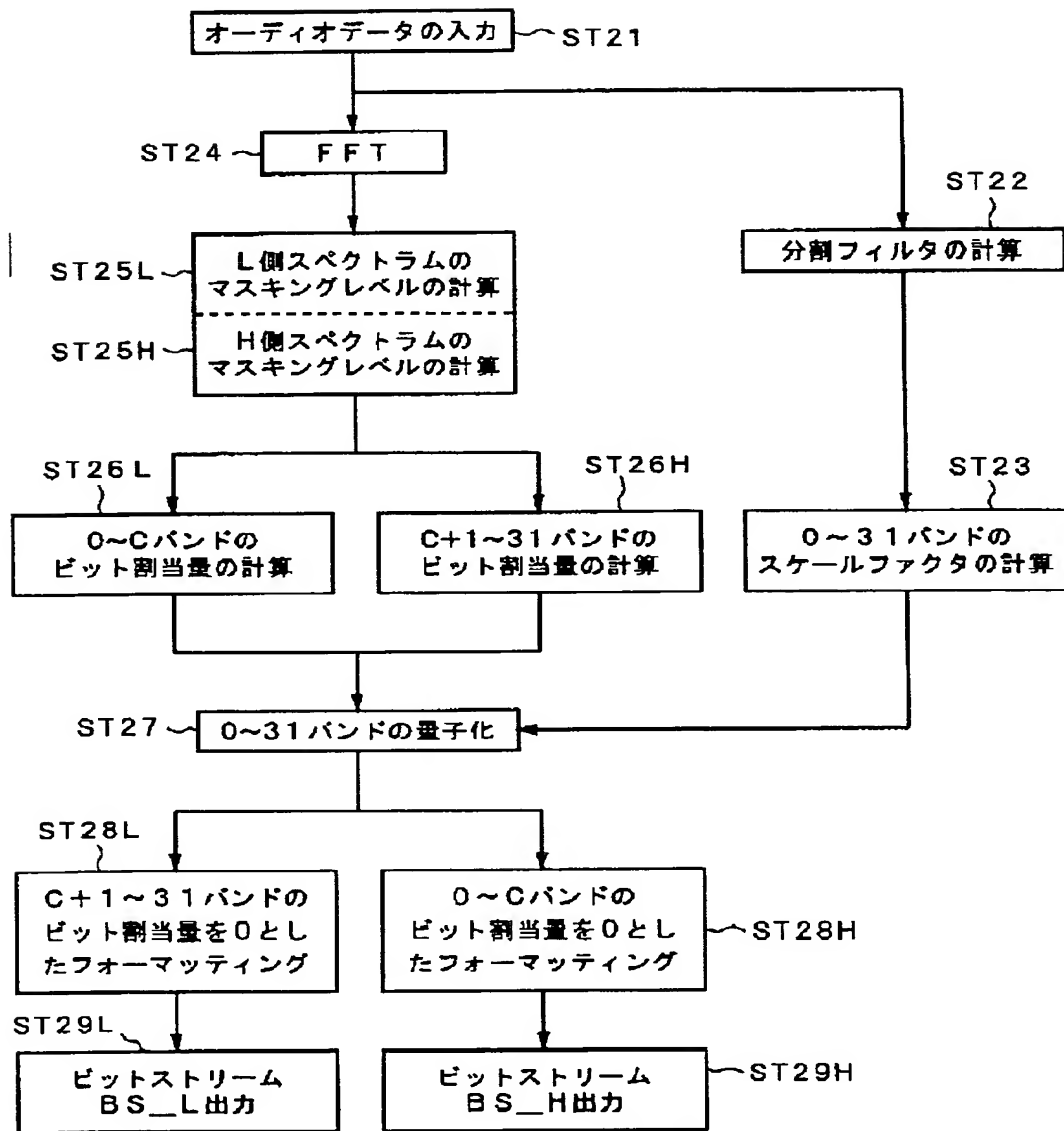 オーディオデータの入力
ST21
ST24
FFT
ST22
分割フィルタの計算
ST25L
L側スペクトラムの
マスキングレベルの計算
ST25H
H側スペクトラムの
マスキングレベルの計算
ST26L
0~Cバンドの
ビット割当量の計算
ST26H
C+1~31バンドの
ビット割当量の計算
ST23
0~31バンドの
スケールファクタの計算
ST27
0~31バンドの量子化
ST28L
C+1~31バンドの
ビット割当量を0とし
たフォーマッティング
0~Cバンドの
ビット割当量を0とし
たフォーマッティング
ST28H
ST29L
ビットストリーム
BS__L出力
ビットストリーム
BS__H出力
ST29H